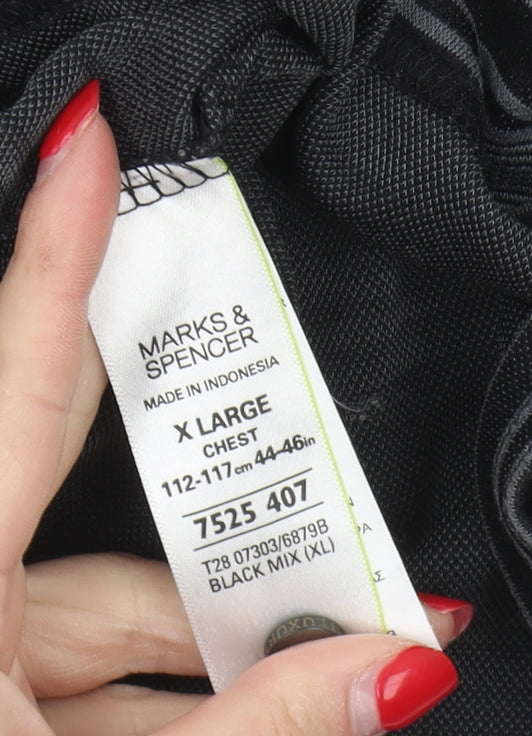 MARKS &
SPENCER
MADE IN INDONESIA
X LARGE
CHEST
112-117cm 44-46in
7525 407
T28 07303/6879B
BLACK MIX (XL)